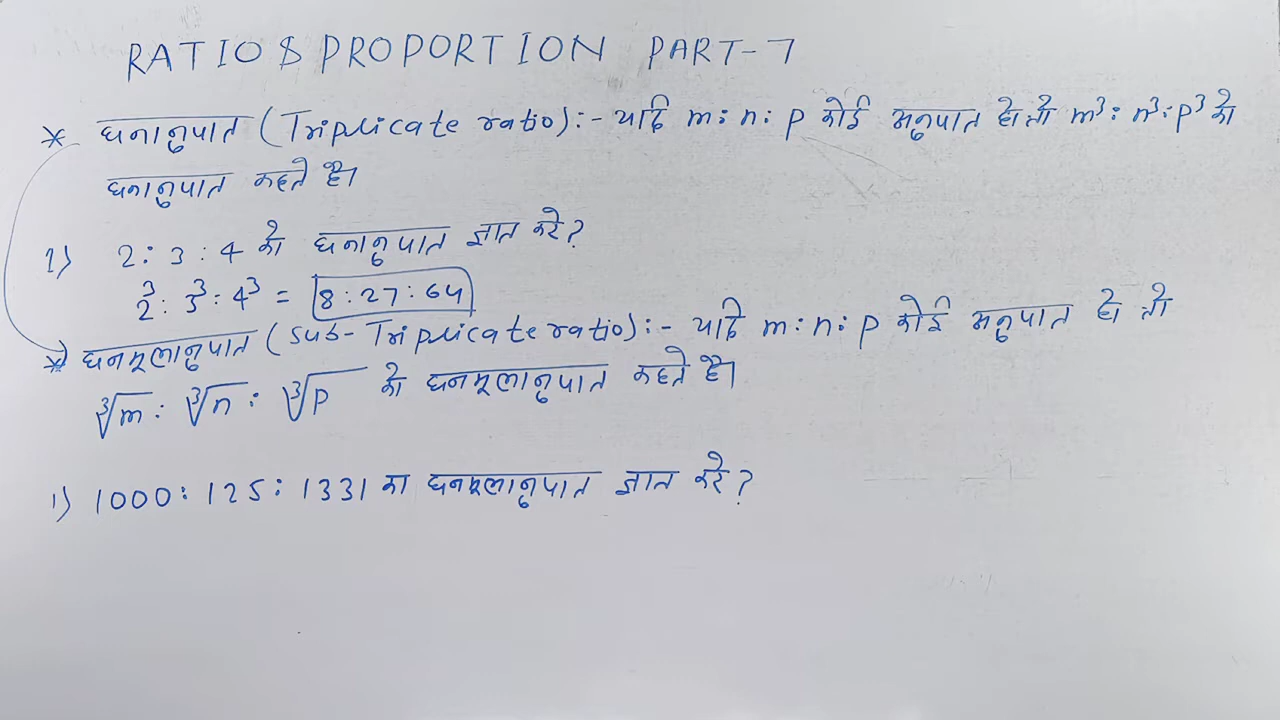 RATIO & PROPORTION PART-7
* घनानुपात (Triplicate ratio):- यदि m:n:p कोई अनुपात हो तो m³:n³:p³ को
घनानुपात कहते है।
1) 2:3:4 को घनानुपात ज्ञात करे?
2³:3³:4³ = 8:27:64
* घनमूलानुपात (sub-Triplicate ratio):- यदि m:n:p कोई अनुपात हो तो
∛m : ∛n : ∛p को घनमूलानुपात कहते है।
1) 1000:125:1331 का घनमूलानुपात ज्ञात करे?